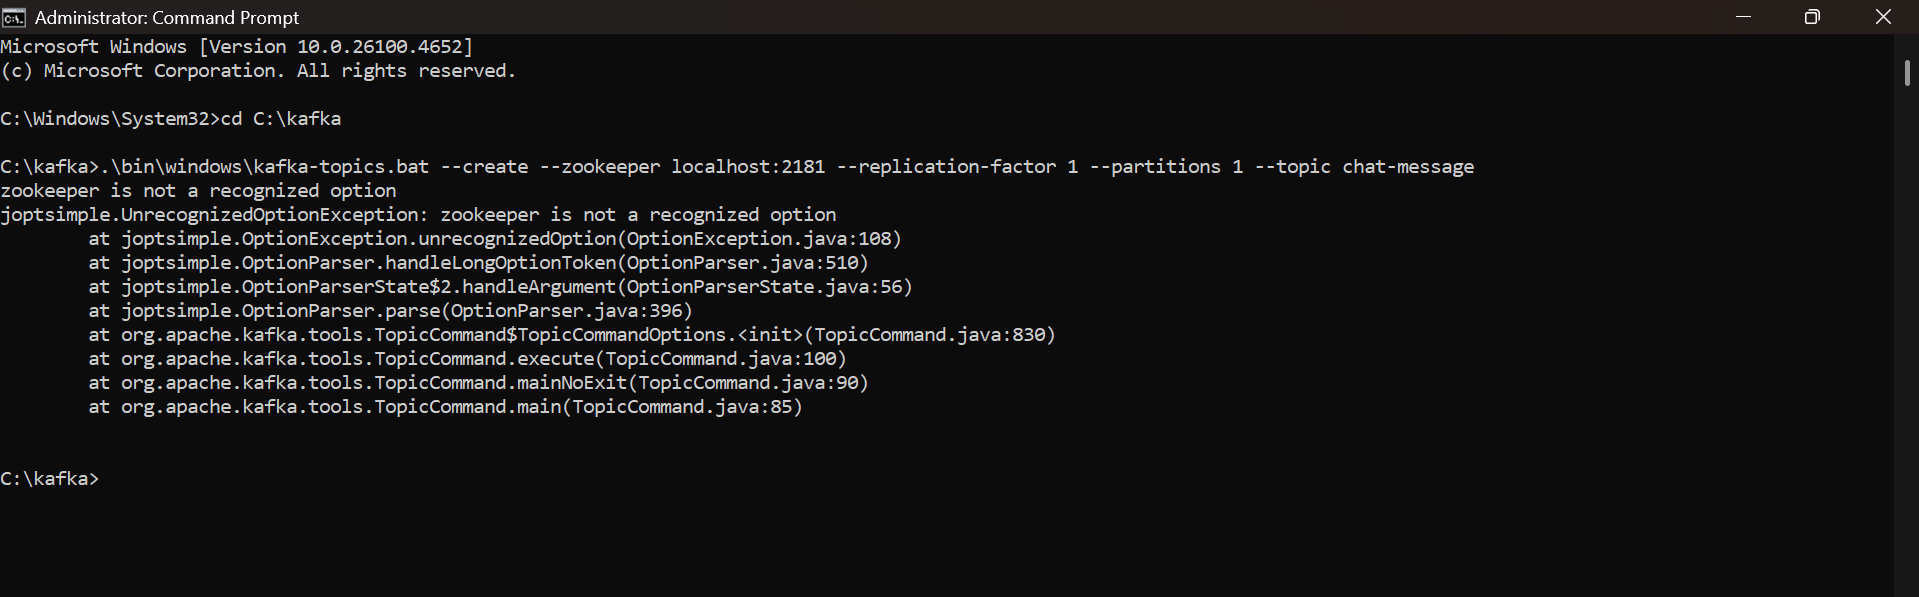 Administrator: Command Prompt
Microsoft Windows [Version 10.0.26100.4652]
(c) Microsoft Corporation. All rights reserved.
C:\Windows\System32>cd C:\kafka
C:\kafka>.\bin\windows\kafka-topics.bat --create --zookeeper localhost:2181 --replication-factor 1 --partitions 1 --topic chat-message
zookeeper is not a recognized option
joptsimple.UnrecognizedOptionException: zookeeper is not a recognized option
at joptsimple.OptionException.unrecognizedOption(OptionException.java:108)
at joptsimple.OptionParser.handleLongOptionToken(OptionParser.java:510)
at joptsimple.OptionParserState$2.handleArgument(OptionParserState.java:56)
at joptsimple.OptionParser.parse(OptionParser.java:396)
at org.apache.kafka.tools.TopicCommand$TopicCommandOptions.<init>(TopicCommand.java:830)
at org.apache.kafka.tools.TopicCommand.execute(TopicCommand.java:100)
at org.apache.kafka.tools.TopicCommand.mainNoExit(TopicCommand.java:90)
at org.apache.kafka.tools.TopicCommand.main(TopicCommand.java:85)
C:\kafka>